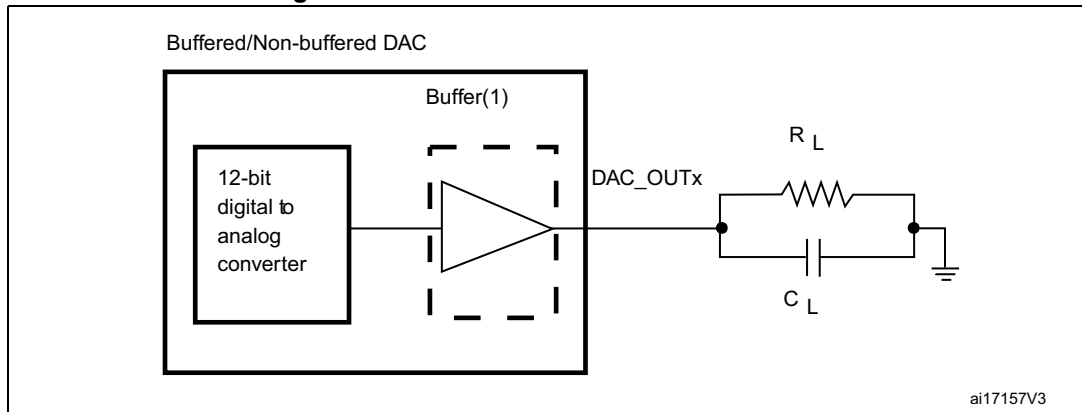 Buffered/Non-buffered DAC
Buffer(1)
12-bit
digital to
analog
converter
DAC_OUTx
R L
C L
ai17157V3